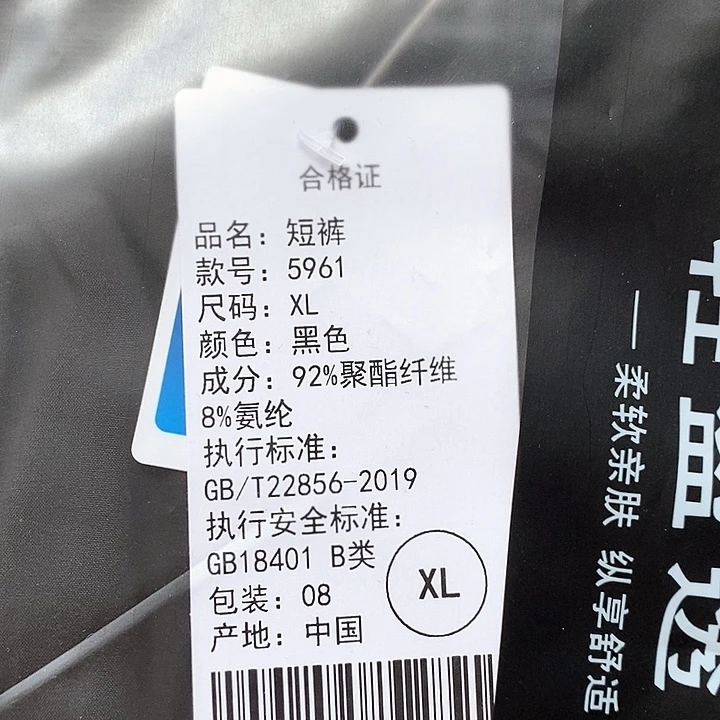 合格证
品名：短裤
款号：5961
尺码：XL
颜色：黑色
成分：92%聚酯纤维
8%氨纶
执行标准：
GB/T22856-2019
执行安全标准：
GB18401 B类
包装：08
产地：中国
XL
轻盈透
—柔软亲肤 纵享舒适